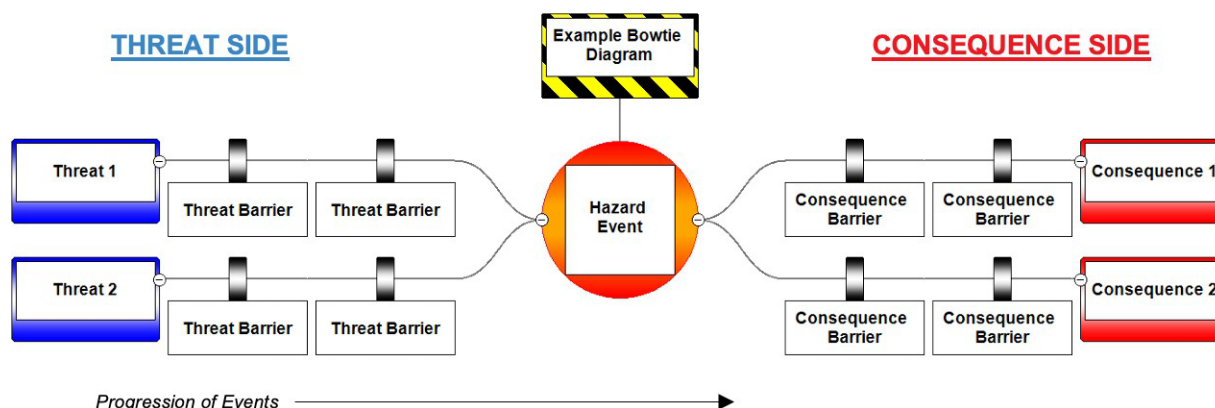 THREAT SIDE
Example Bowtie
Diagram
CONSEQUENCE SIDE
Threat 1
Threat Barrier
Threat Barrier
Hazard
Event
Consequence
Barrier
Consequence
Barrier
Consequence 1
Threat 2
Threat Barrier
Threat Barrier
Consequence
Barrier
Consequence
Barrier
Consequence 2
Progression of Events